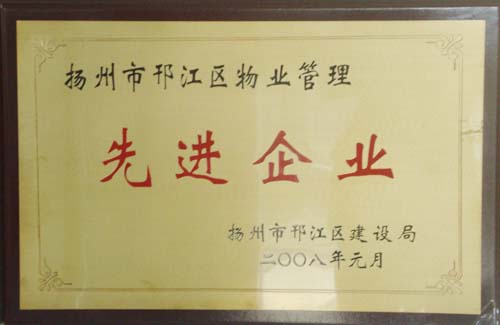 扬州市邗江区物业管理
先进企业
扬州市邗江区建设局
二〇〇八年元月